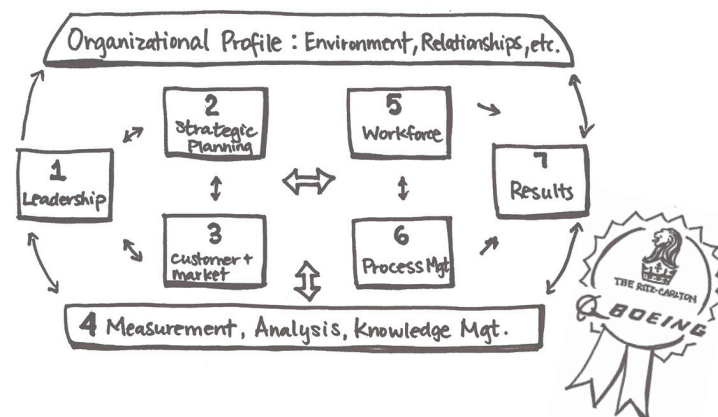 Organizational Profile : Environment, Relationships, etc.
1
Leadership
2
Strategic
Planning
3
customer +
market
5
Workforce
6
Process Mgt
7
Results
4 Measurement, Analysis, Knowledge Mgt.
THE RITZ-CARLTON
BOEING